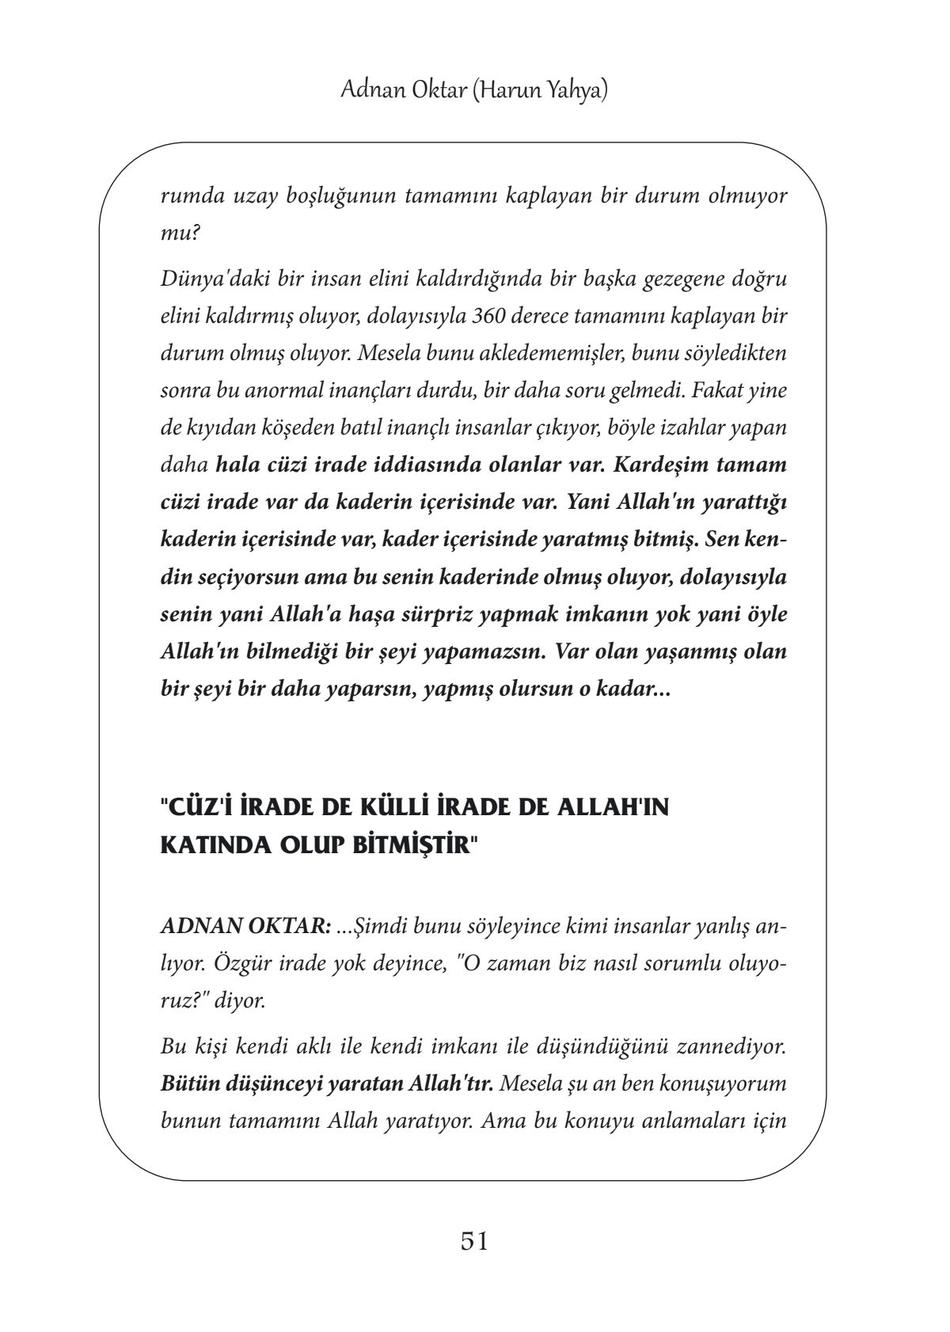 Adnan Oktar (Harun Yahya)
rumda uzay boşluğunun tamamını kaplayan bir durum olmuyor
mu?
Dünya'daki bir insan elini kaldırdığında bir başka gezegene doğru
elini kaldırmış oluyor, dolayısıyla 360 derece tamamını kaplayan bir
durum olmuş oluyor. Mesela bunu akledememişler, bunu söyledikten
sonra bu anormal inançları durdu, bir daha soru gelmedi. Fakat yine
de kıyıdan köşeden batıl inançlı insanlar çıkıyor, böyle izahlar yapan
daha hala cüzi irade iddiasında olanlar var. Kardeşim tamam
cüzi irade var da kaderin içerisinde var. Yani Allah'ın yarattığı
kaderin içerisinde var, kader içerisinde yaratmış bitmiş. Sen ken-
din seçiyorsun ama bu senin kaderinde olmuş oluyor, dolayısıyla
senin yani Allah'a haşa sürpriz yapmak imkanın yok yani öyle
Allah'ın bilmediği bir şeyi yapamazsın. Var olan yaşanmış olan
bir şeyi bir daha yaparsın, yapmış olursun o kadar...
"CÜZ'İ İRADE DE KÜLLİ İRADE DE ALLAH'IN
KATINDA OLUP BİTMİŞTİR"
ADNAN OKTAR: ...Şimdi bunu söyleyince kimi insanlar yanlış an-
lıyor. Özgür irade yok deyince, "O zaman biz nasıl sorumlu oluyo-
ruz?" diyor.
Bu kişi kendi aklı ile kendi imkanı ile düşündüğünü zannediyor.
Bütün düşünceyi yaratan Allah'tır. Mesela şu an ben konuşuyorum
bunun tamamını Allah yaratıyor. Ama bu konuyu anlamaları için
51